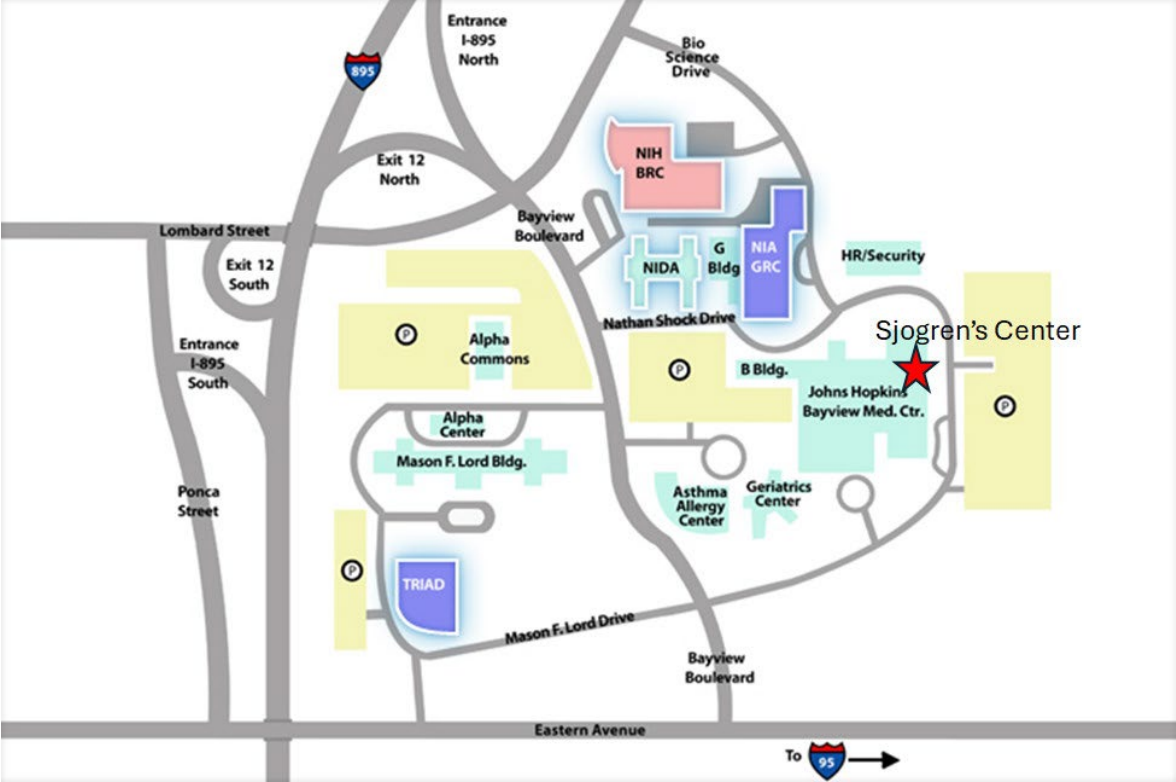 Entrance
I-895
North
895
Bio
Science
Drive
Exit 12
North
NIH
BRC
Bayview
Boulevard
Lombard Street
Exit 12
South
NIDA
G
Bldg
NIA
GRC
HR/Security
Nathan Shock Drive
Sjogren's Center
P
Alpha
Commons
Entrance
I-895
South
P
B Bldg.
Johns Hopkins
Bayview Med. Ctr.
P
Alpha
Center
Mason F. Lord Bldg.
Ponca
Street
Asthma
Allergy
Center
Geriatrics
Center
P
TRIAD
Mason F. Lord Drive
Bayview
Boulevard
Eastern Avenue
To
95